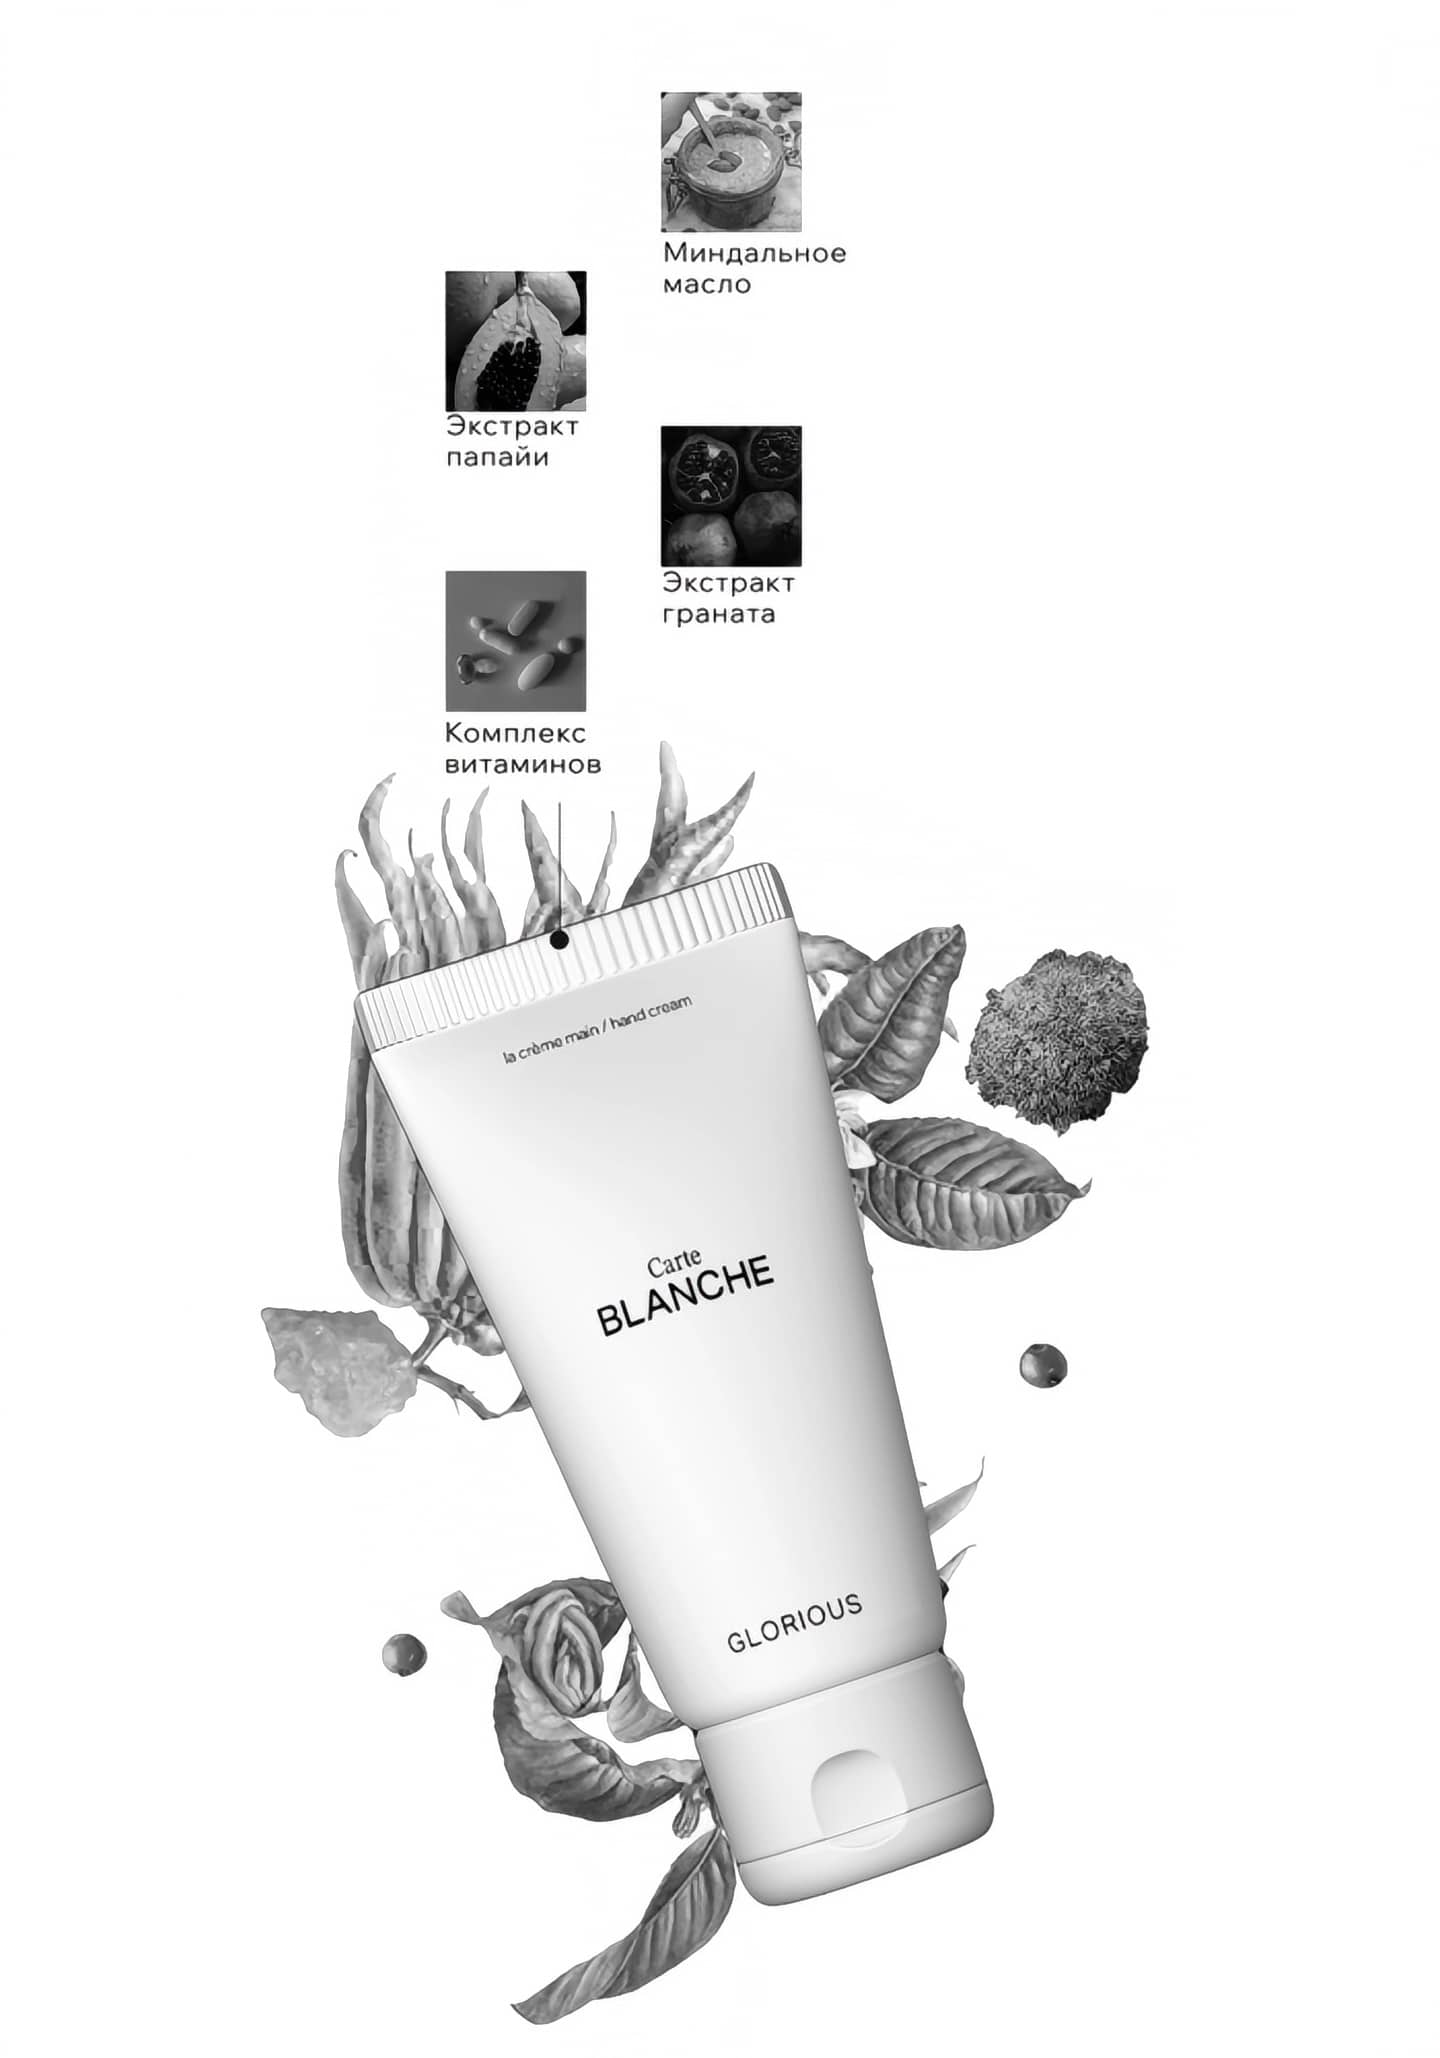 Миндальное
масло
Экстракт
папайи
Экстракт
граната
Комплекс
витаминов
la crème main / hand cream
Carte
BLANCHE
GLORIOUS